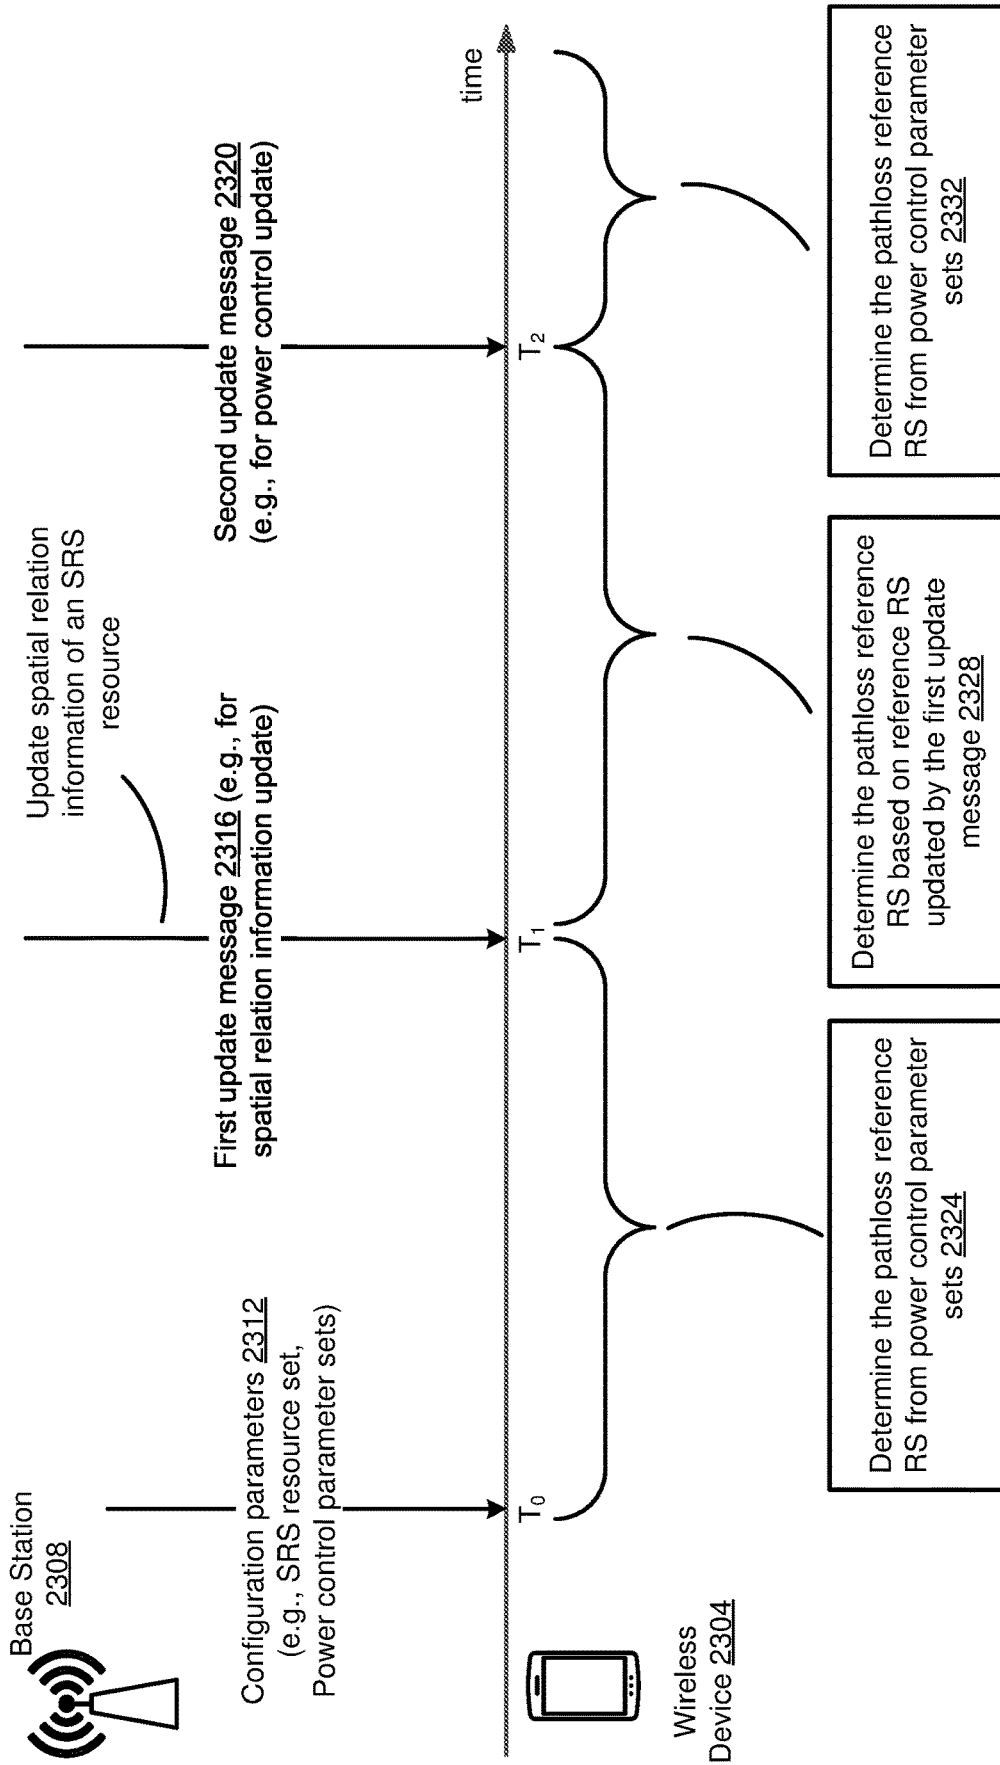 Base Station
2308
Configuration parameters 2312
(e.g., SRS resource set,
Power control parameter sets)
Update spatial relation
information of an SRS
resource
First update message 2316 (e.g., for
spatial relation information update)
Second update message 2320
(e.g., for power control update)
time
T0
T1
T2
Wireless
Device 2304
Determine the pathloss reference
RS from power control parameter
sets 2324
Determine the pathloss reference
RS based on reference RS
updated by the first update
message 2328
Determine the pathloss reference
RS from power control parameter
sets 2332